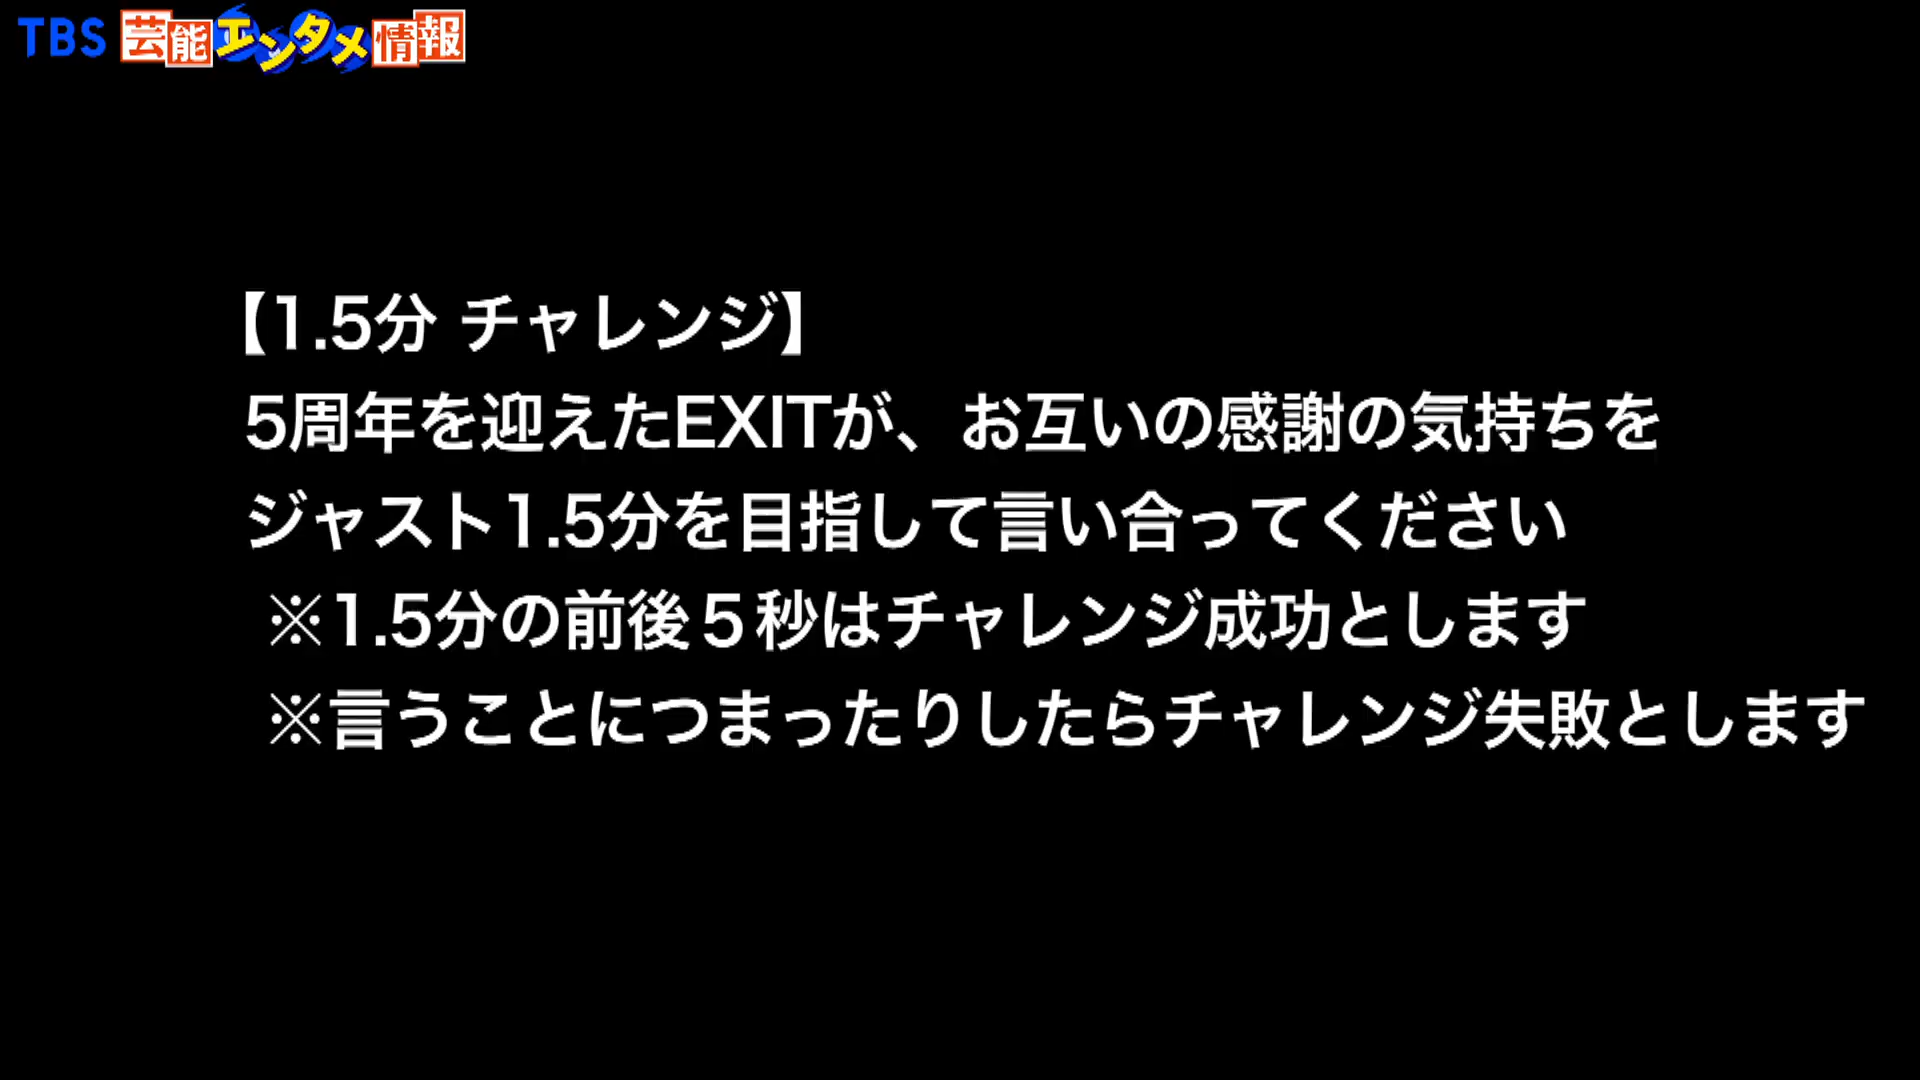 TBS 芸能エンタメ情報
【1.5分 チャレンジ】
5周年を迎えたEXITが、お互いの感謝の気持ちを
ジャスト1.5分を目指して言い合ってください
※1.5分の前後５秒はチャレンジ成功とします
※言うことにつまったりしたらチャレンジ失敗とします